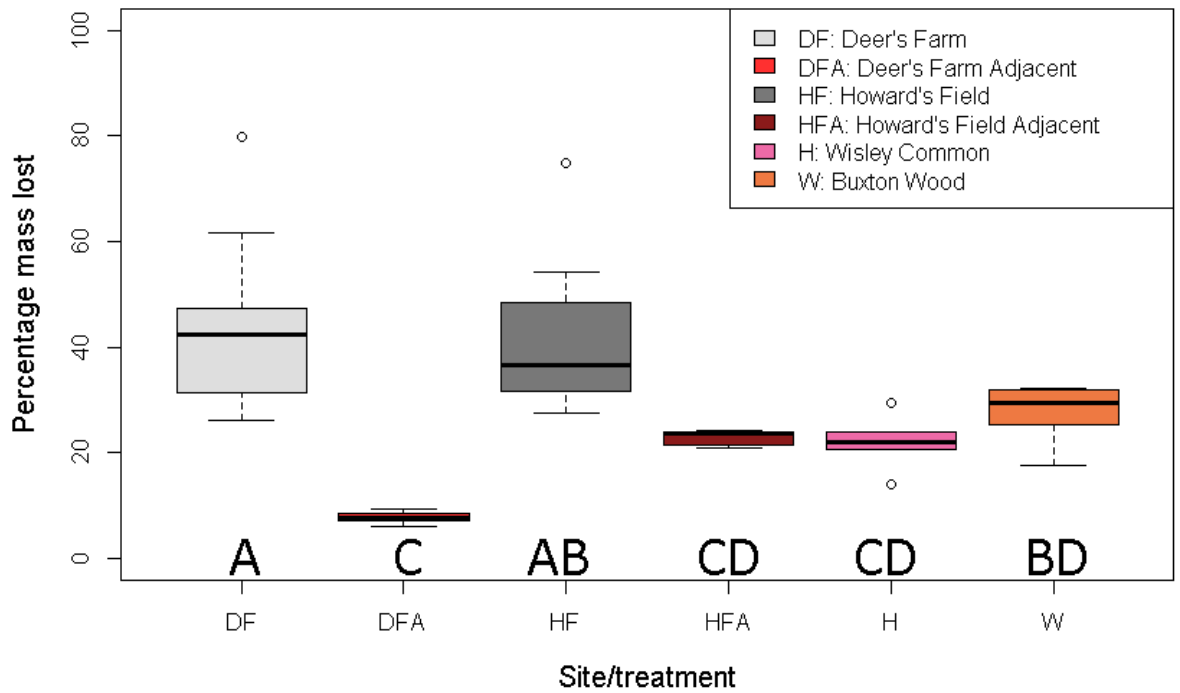 Percentage mass lost
100
80
60
40
20
0
DF: Deer's Farm
DFA: Deer's Farm Adjacent
HF: Howard's Field
HFA: Howard's Field Adjacent
H: Wisley Common
W: Buxton Wood
A C AB CD CD BD
DF DFA HF HFA H W
Site/treatment